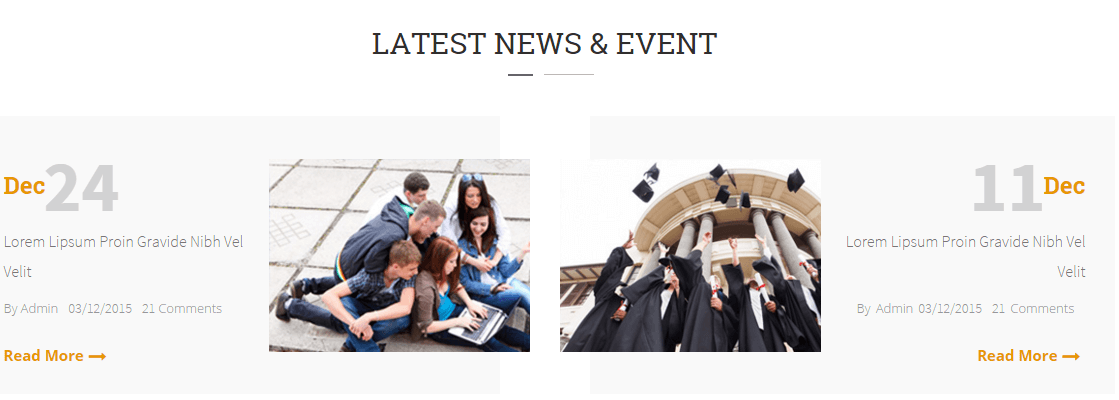 LATEST NEWS & EVENT
Dec 24
Lorem Lipsum Proin Gravide Nibh Vel
Velit
By Admin 03/12/2015 21 Comments
Read More
11 Dec
Lorem Lipsum Proin Gravide Nibh Vel
Velit
By Admin 03/12/2015 21 Comments
Read More